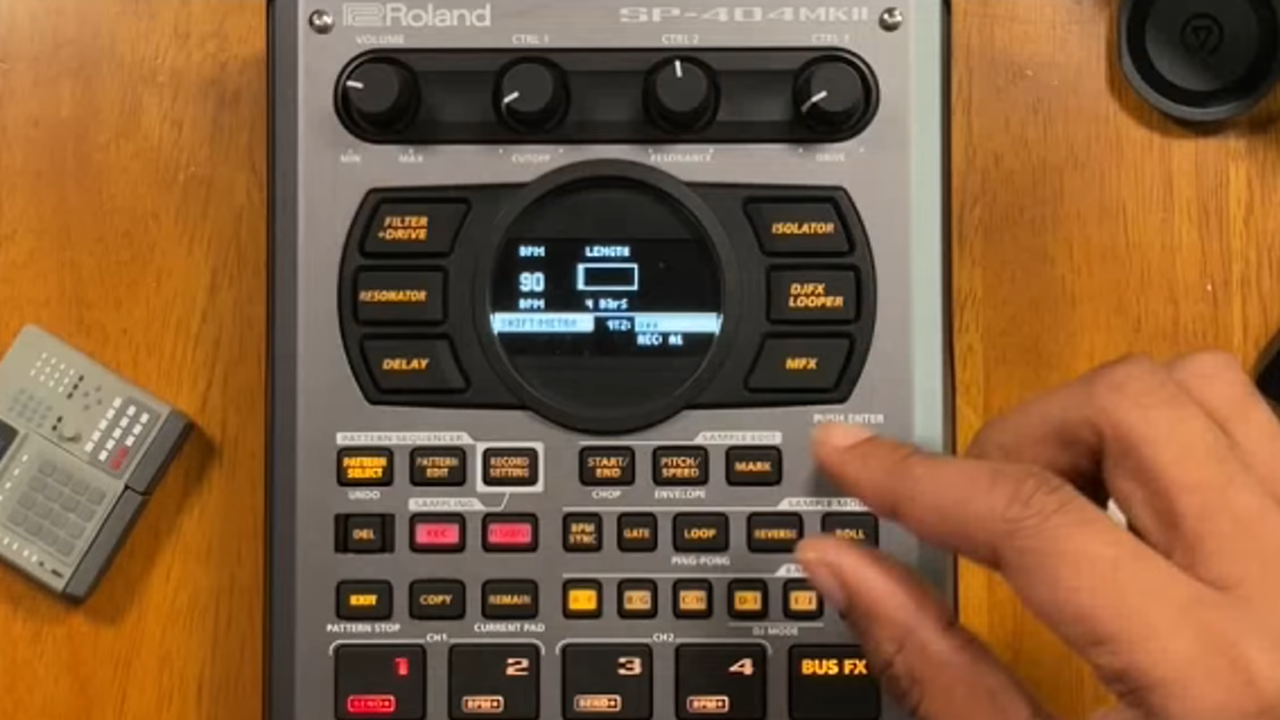 Roland
SP-404MKII
VOLUME CTRL 1 CTRL 2 CTRL 3
MIN MAX CUTOFF RESONANCE DRIVE
FILTER
+DRIVE
ISOLATOR
BPM LENGTH
90
BPM 4 Bars
RESONATOR
DJFX
LOOPER
REC: A1
DELAY
MFX
PUSH ENTER
PATTERN SEQUENCER SAMPLE EDIT
PATTERN
SELECT
PATTERN
EDIT
RECORD
SETTING
START/
END
PITCH/
SPEED
MARK
UNDO CHOP ENVELOPE
SAMPLING SAMPLE
DEL REC
BPM
SYNC
GATE LOOP REVERSE ROLL
PING-PONG
EXIT COPY REMAIN A/F B/G C/H D/I E/J
PATTERN STOP CURRENT PAD DJ MODE
CH1 CH2
1 2 3 4 BUS FX
SEND+ BPM+ SEND+ BPM+